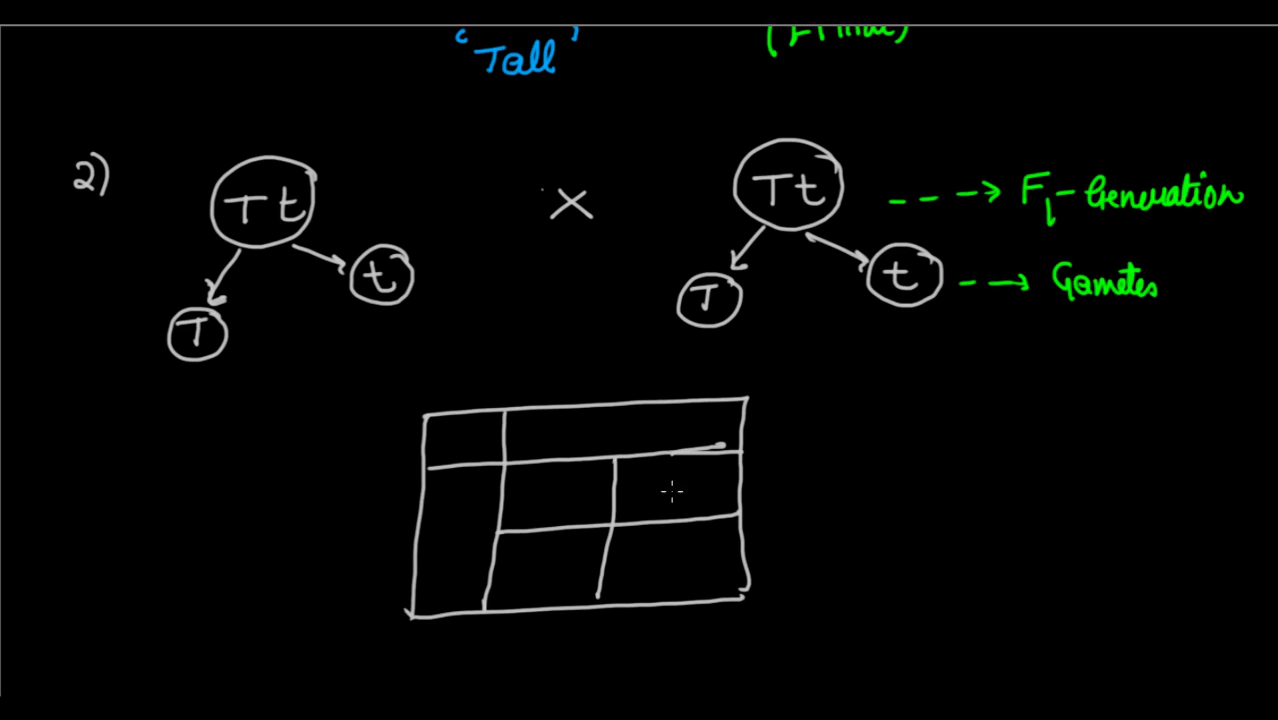 'Tall'
2) Tt × Tt ---> F1-Generation
T t T t --> Gametes